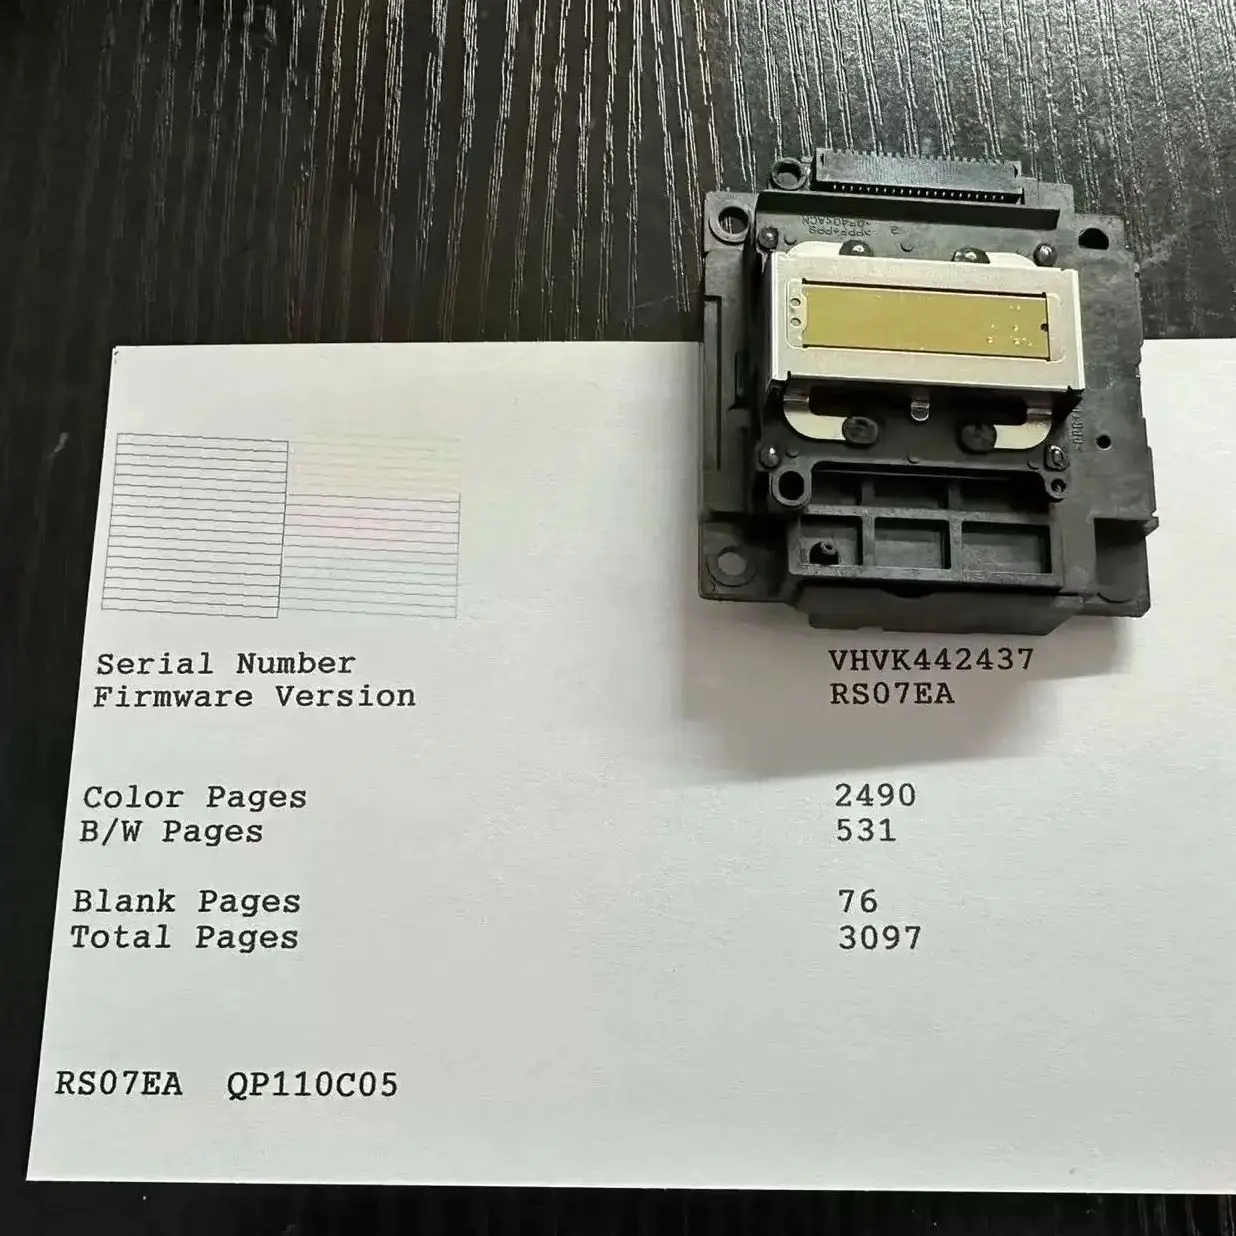 Serial Number VHVK442437
Firmware Version RS07EA
Color Pages 2490
B/W Pages 531
Blank Pages 76
Total Pages 3097
RS07EA QP110C05